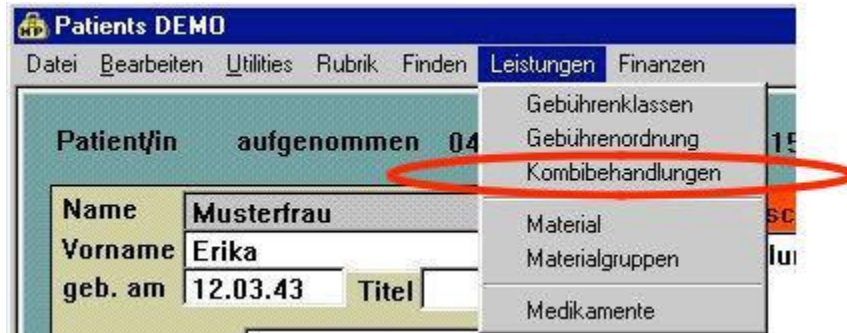 Patients DEMO
Datei Bearbeiten Utilities Rubrik Finden Leistungen Finanzen
Gebührenklassen
Gebührenordnung
Kombibehandlungen
Material
Materialgruppen
Medikamente
Patient/in aufgenommen 04
Name Musterfrau
Vorname Erika
geb. am 12.03.43 Titel